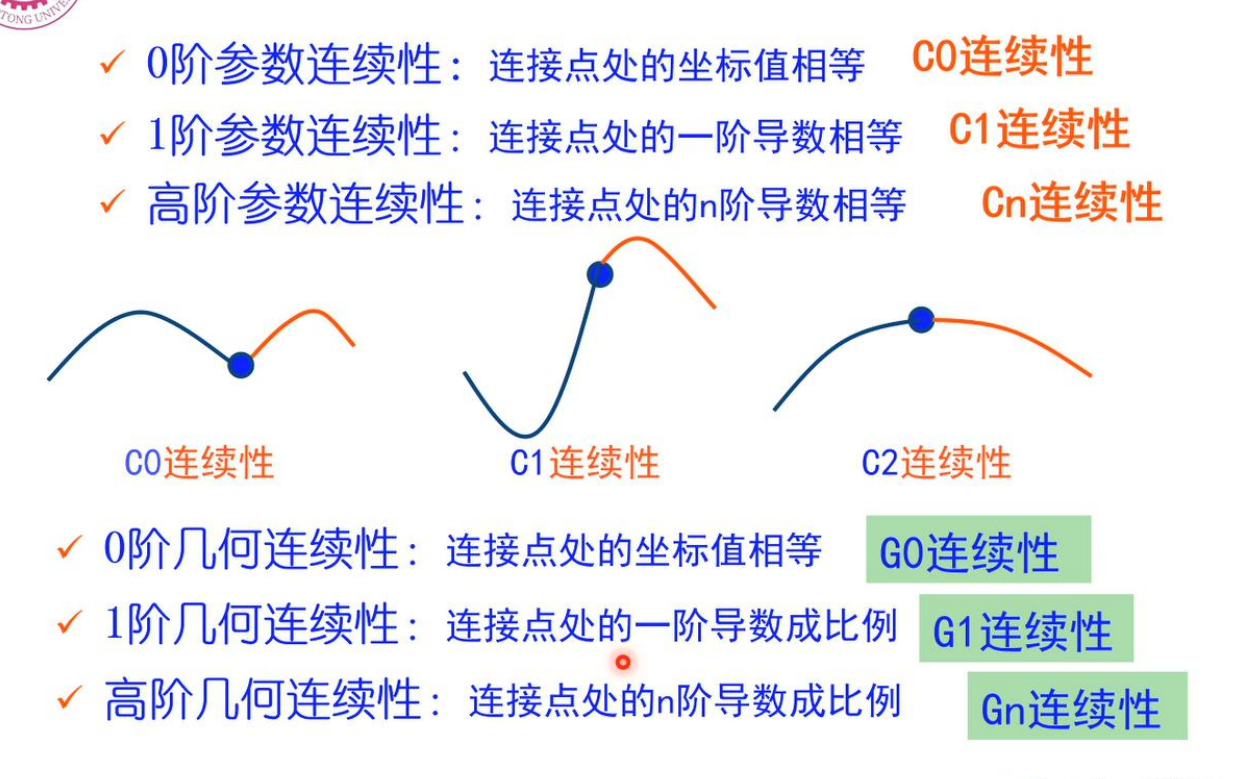 TONG UNIV
0阶参数连续性：连接点处的坐标值相等 C0连续性
1阶参数连续性：连接点处的一阶导数相等 C1连续性
高阶参数连续性：连接点处的n阶导数相等 Cn连续性
C0连续性 C1连续性 C2连续性
0阶几何连续性：连接点处的坐标值相等 G0连续性
1阶几何连续性：连接点处的一阶导数成比例 G1连续性
高阶几何连续性：连接点处的n阶导数成比例 Gn连续性